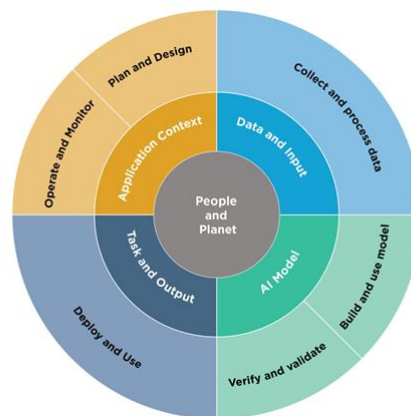 Plan and Design
Collect and process data
Operate and Monitor
Application Context
Data and Input
People
and
Planet
Task and Output
AI Model
Build and use model
Deploy and Use
Verify and validate